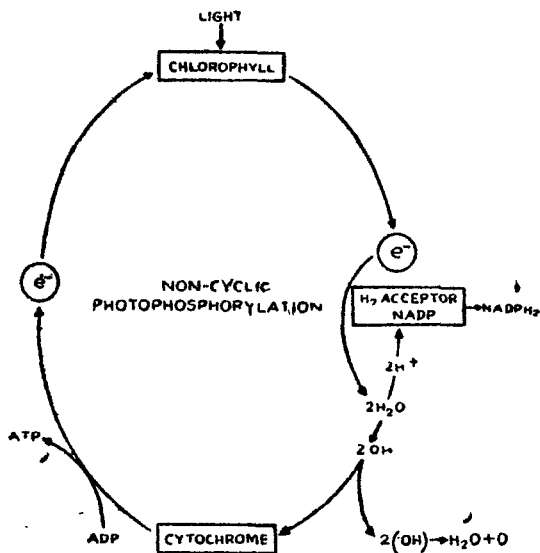 LIGHT
CHLOROPHYLL
e⁻
e⁻
NON-CYCLIC
PHOTOPHOSPHORYLATION
H₂ ACCEPTOR
NADP
NADPH₂
2H⁺
2H₂O
2OH
ATP
ADP
CYTOCHROME
2(OH)→H₂O+O